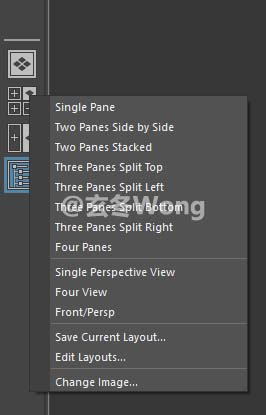 Single Pane
Two Panes Side by Side
Two Panes Stacked
Three Panes Split Top
Three Panes Split Left
Three Panes Split Bottom
@玄冬Wong
Three Panes Split Right
Four Panes
Single Perspective View
Four View
Front/Persp
Save Current Layout...
Edit Layouts...
Change Image...